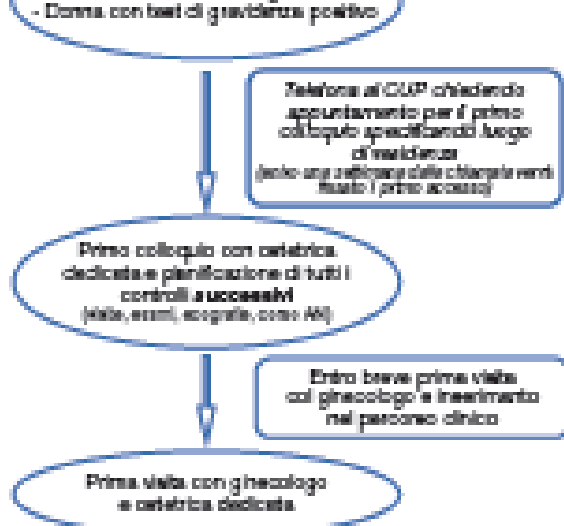 - Donna con test di gravidanza positivo
Telefona al CUP chiedendo
appuntamento per il primo
colloquio specificando luogo
di residenza
(entro una settimana dalla chiamata verrà
fissato il primo accesso)
Primo colloquio con ostetrica
dedicata e pianificazione di tutti i
controlli successivi
(visite, esami, ecografie, corso AN)
Entro breve prima visita
col ginecologo e inserimento
nel percorso clinico
Prima visita con ginecologo
e ostetrica dedicata